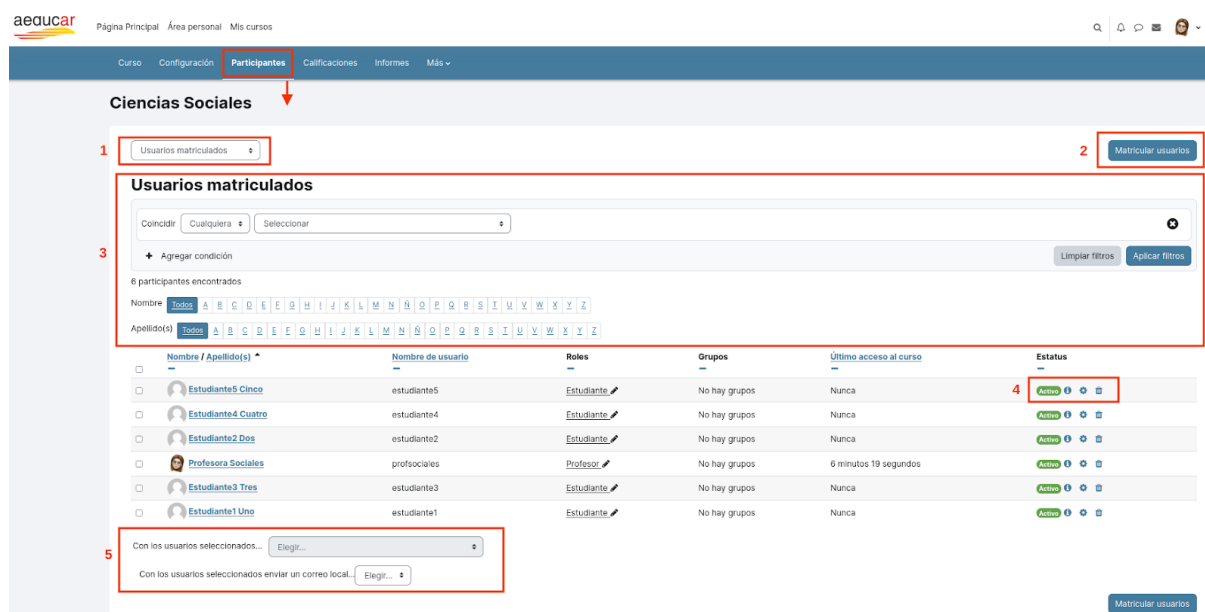 aeducar
Página Principal Área personal Mis cursos
Curso Configuración Participantes Calificaciones Informes Más
Ciencias Sociales
1 Usuarios matriculados 2 Matricular usuarios
Usuarios matriculados
Coincidir Cualquiera Seleccionar
3 + Agregar condición Limpiar filtros Aplicar filtros
6 participantes encontrados
Nombre Todos A B C D E F G H I J K L M N Ñ O P Q R S T U V W X Y Z
Apellido(s) Todos A B C D E F G H I J K L M N Ñ O P Q R S T U V W X Y Z
Nombre / Apellido(s) Nombre de usuario Roles Grupos Último acceso al curso Estatus
Estudiante5 Cinco estudiante5 Estudiante No hay grupos Nunca 4 Activo
Estudiante4 Cuatro estudiante4 Estudiante No hay grupos Nunca Activo
Estudiante2 Dos estudiante2 Estudiante No hay grupos Nunca Activo
Profesora Sociales profsociales Profesor No hay grupos 6 minutos 19 segundos Activo
Estudiante3 Tres estudiante3 Estudiante No hay grupos Nunca Activo
Estudiante1 Uno estudiante1 Estudiante No hay grupos Nunca Activo
5 Con los usuarios seleccionados... Elegir...
Con los usuarios seleccionados enviar un correo local... Elegir...
Matricular usuarios